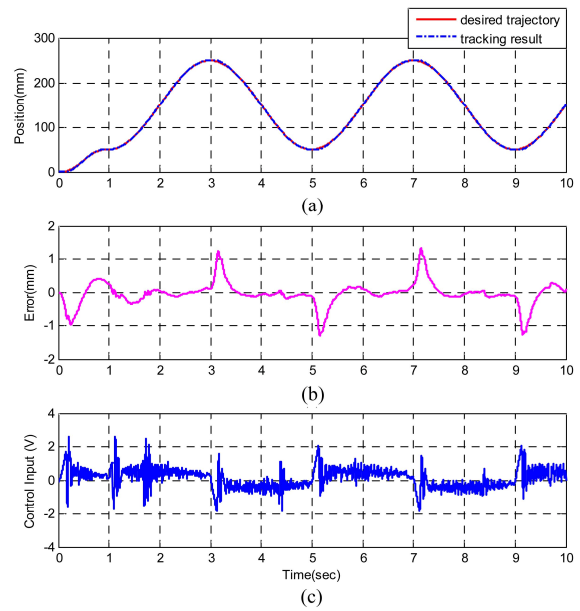 desired trajectory
tracking result
Position(mm)
300
200
100
0
0 1 2 3 4 5 6 7 8 9 10
(a)
Error(mm)
2
1
0
-1
-2
0 1 2 3 4 5 6 7 8 9 10
(b)
Control Input (V)
4
2
0
-2
-4
0 1 2 3 4 5 6 7 8 9 10
Time(sec)
(c)